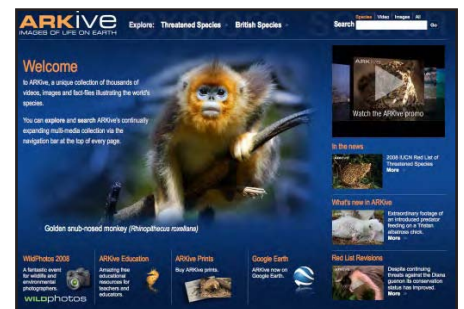 ARKive
IMAGES OF LIFE ON EARTH
Explore: Threatened Species British Species
Search
Species Video Images All
Go
Welcome
to ARKive, a unique collection of thousands of
videos, images and fact-files illustrating the world's
species.
You can explore and search ARKive's continually
expanding multi-media collection via the
navigation bar at the top of every page.
Golden snub-nosed monkey (Rhinopithecus roxellana)
ARKive
Watch the ARKive promo
In the news
2008 IUCN Red List of
Threatened Species
More
What's new in ARKive
Extraordinary footage of
an introduced predator
feeding on a Tristan
albatross chick.
More
Red List Revisions
Despite continuing
threats against the Diana
guenon its conservation
status has improved.
More
WildPhotos 2008
A fantastic event
for wildlife and
environmental
photographers.
WILDPHOTOS
ARKive Education
Amazing free
educational
resources for
teachers and
educators.
ARKive Prints
Buy ARKive prints.
Google Earth
ARKive now on
Google Earth.